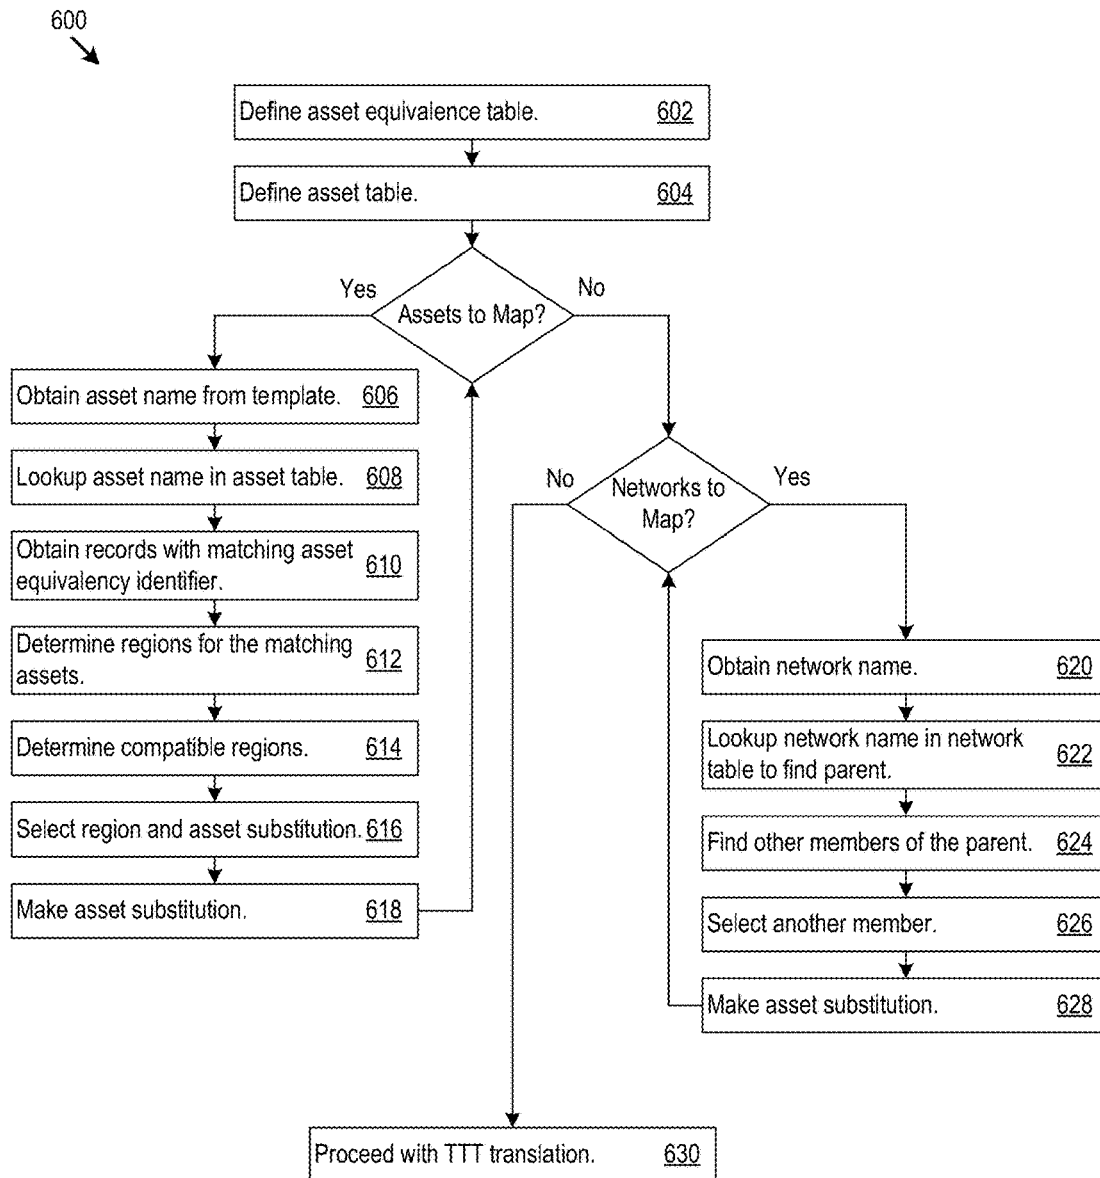 600
Define asset equivalence table. 602
Define asset table. 604
Yes
No
Assets to Map?
Obtain asset name from template. 606
Lookup asset name in asset table. 608
Obtain records with matching asset
equivalency identifier. 610
Determine regions for the matching
assets. 612
Determine compatible regions. 614
Select region and asset substitution. 616
Make asset substitution. 618
No
Yes
Networks to
Map?
Obtain network name. 620
Lookup network name in network
table to find parent. 622
Find other members of the parent. 624
Select another member. 626
Make asset substitution. 628
Proceed with TTT translation. 630